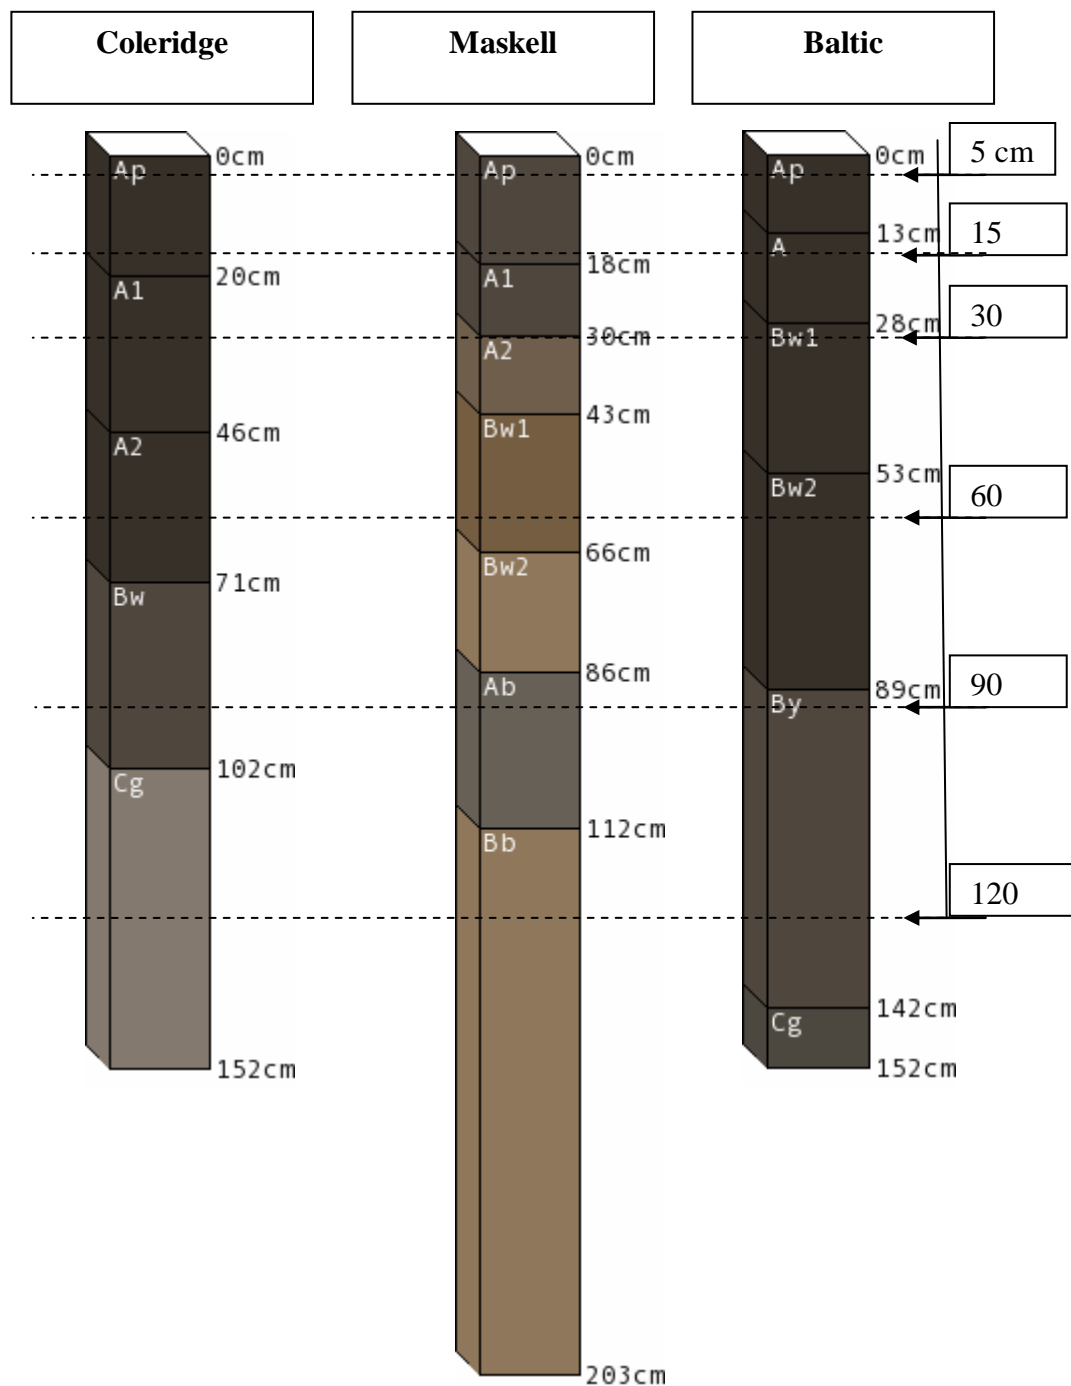 Coleridge
Maskell
Baltic
Ap
0cm
A1
20cm
A2
46cm
Bw
71cm
Cg
102cm
152cm
Ap
0cm
A1
18cm
A2
30cm
Bw1
43cm
Bw2
66cm
Ab
86cm
Bb
112cm
203cm
Ap
0cm
A
13cm
Bw1
28cm
Bw2
53cm
By
89cm
Cg
142cm
152cm
5 cm
15
30
60
90
120